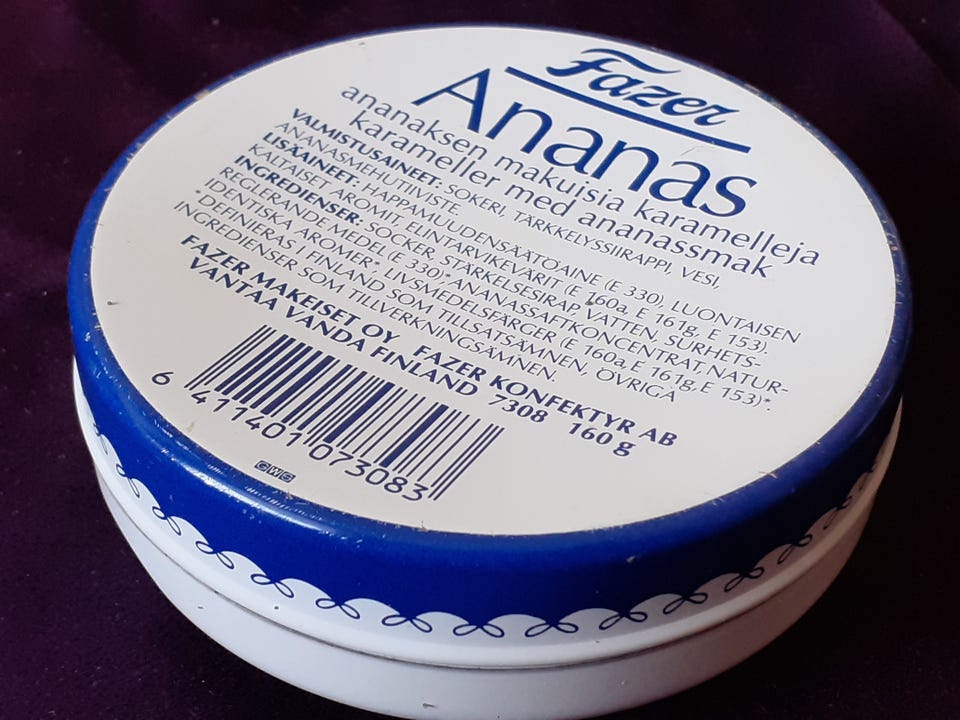 Fazer
Ananas
ananaksen makuisia karamelleja
karameller med ananassmak
VALMISTUSAINEET: SOKERI, TÄRKKELYSSIIRAPPI, VESI,
ANANASMEHUTIIVISTE.
LISÄAINEET: HAPPAMUUDENSÄÄTOAINE (E 330), LUONTAISEN
KALTAISET AROMIT, ELINTARVIKEVÄRIT (E 160a, E 161g, E 153).
INGREDIENSER: SOCKER, STÄRKELSESIRAP, VATTEN, SURHETS-
REGLERANDE MEDEL (E 330)*, ANANASSAFTKONCENTRAT, NATUR-
IDENTISKA AROMER*, LIVSMEDELSFÄRGER (E 160a, E 161g, E 153)*.
*DEFINIERAS I FINLAND SOM TILLSATSÄMNEN, ÖVRIGA
INGREDIENSER SOM TILLVERKNINGSÄMNEN.
FAZER MAKEISET OY FAZER KONFEKTYR AB
VANTAA VANDA FINLAND 7308 160 g
6 411401 073083
CWC